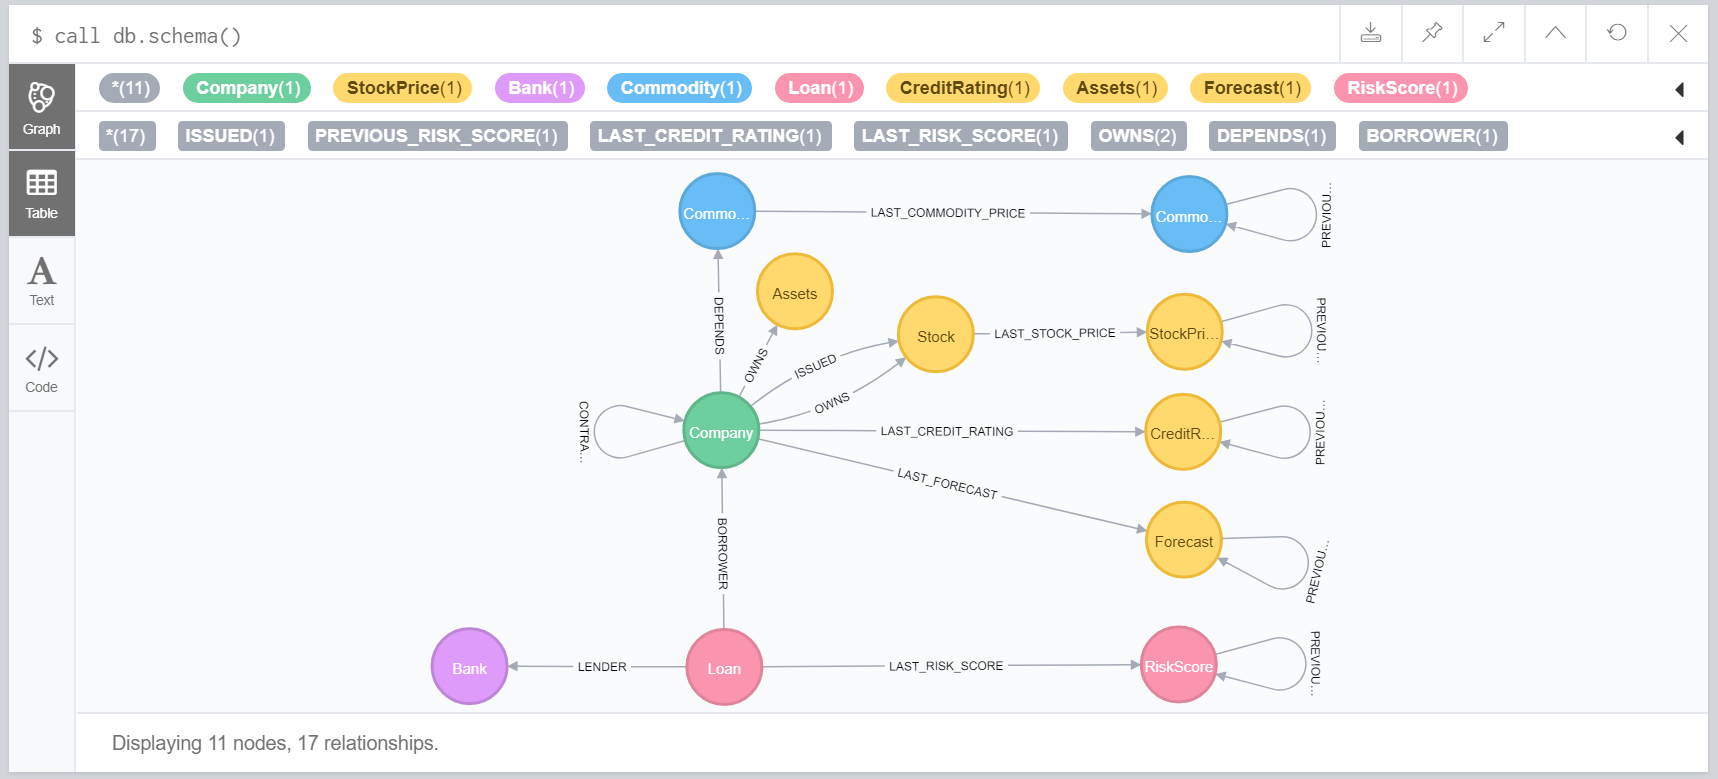 $ call db.schema()
*(11) Company(1) StockPrice(1) Bank(1) Commodity(1) Loan(1) CreditRating(1) Assets(1) Forecast(1) RiskScore(1)
*(17) ISSUED(1) PREVIOUS_RISK_SCORE(1) LAST_CREDIT_RATING(1) LAST_RISK_SCORE(1) OWNS(2) DEPENDS(1) BORROWER(1)
Graph
Table
A
Text
</>
Code
Commo...
LAST_COMMODITY_PRICE
Commo...
PREVIOU...
DEPENDS
Assets
OWNS
ISSUED
OWNS
Stock
LAST_STOCK_PRICE
StockPri...
PREVIOU...
CONTRA...
Company
LAST_CREDIT_RATING
CreditR...
PREVIOU...
LAST_FORECAST
Forecast
PREVIOU...
BORROWER
Bank
LENDER
Loan
LAST_RISK_SCORE
RiskScore
PREVIOU...
Displaying 11 nodes, 17 relationships.